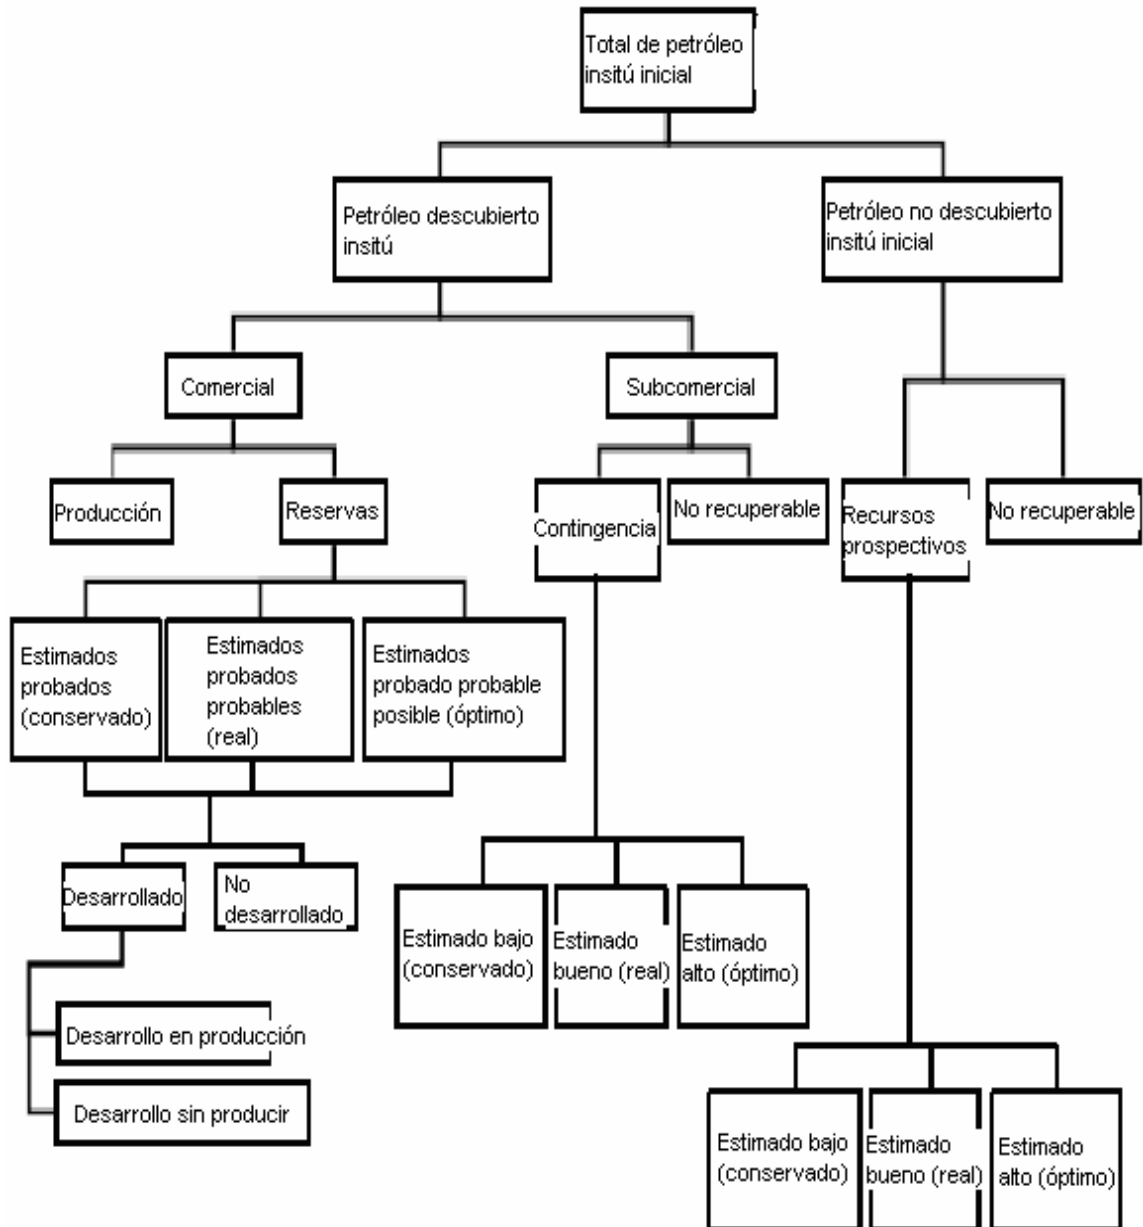 Total de petróleo
insitú inicial
Petróleo descubierto
insitú
Petróleo no descubierto
insitú inicial
Comercial
Subcomercial
Producción
Reservas
Contingencia
No recuperable
Recursos
prospectivos
No recuperable
Estimados
probados
(conservado)
Estimados
probados
probables
(real)
Estimados
probado probable
posible (óptimo)
Desarrollado
No
desarrollado
Estimado bajo
(conservado)
Estimado
bueno (real)
Estimado
alto (óptimo)
Desarrollo en producción
Desarrollo sin producir
Estimado bajo
(conservado)
Estimado
bueno (real)
Estimado
alto (óptimo)